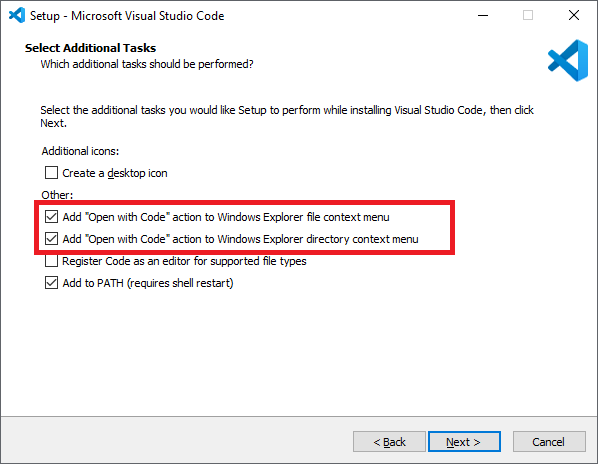 Setup - Microsoft Visual Studio Code
Select Additional Tasks
Which additional tasks should be performed?
Select the additional tasks you would like Setup to perform while installing Visual Studio Code, then click
Next.
Additional icons:
Create a desktop icon
Other:
Add "Open with Code" action to Windows Explorer file context menu
Add "Open with Code" action to Windows Explorer directory context menu
Register Code as an editor for supported file types
Add to PATH (requires shell restart)
< Back
Next >
Cancel